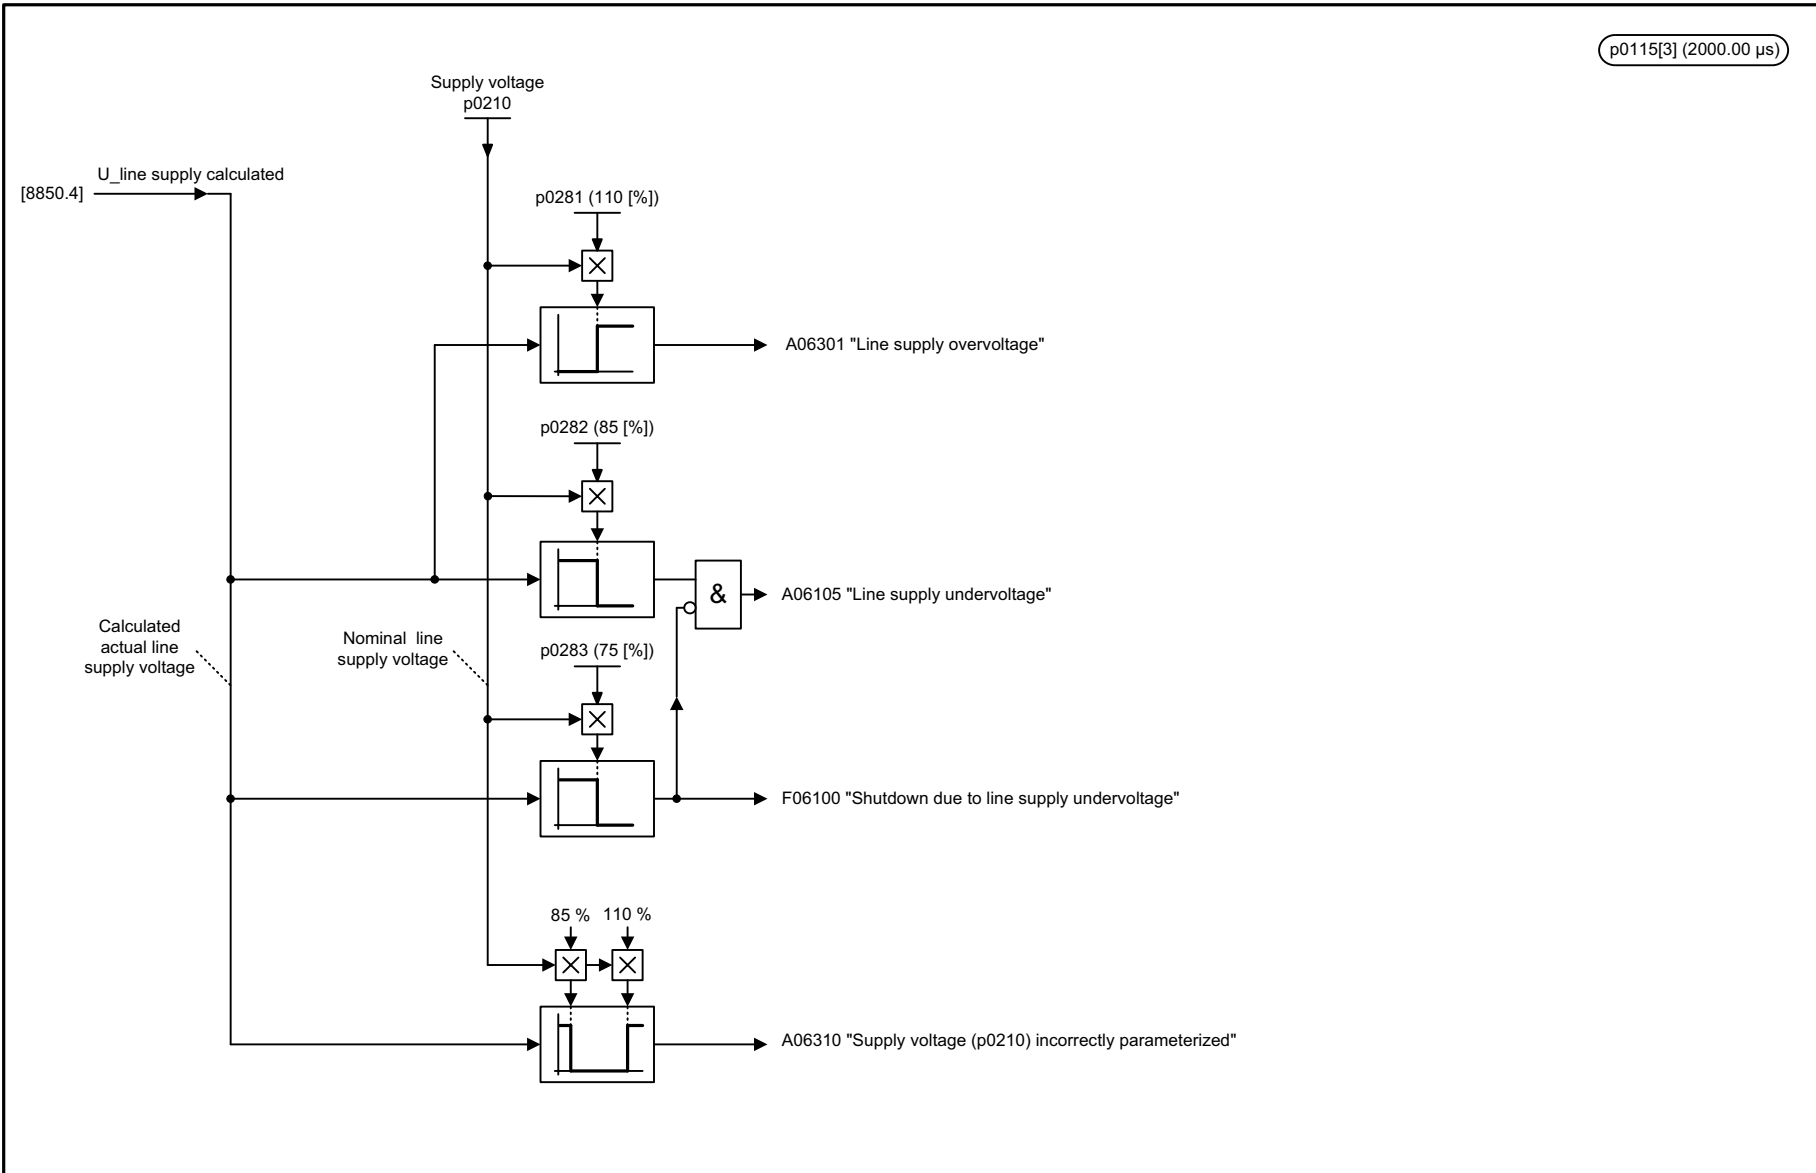 p0115[3] (2000.00 µs)
Supply voltage
p0210
U_line supply calculated
[8850.4]
p0281 (110 [%])
A06301 "Line supply overvoltage"
p0282 (85 [%])
&
A06105 "Line supply undervoltage"
Calculated
actual line
supply voltage
Nominal line
supply voltage
p0283 (75 [%])
F06100 "Shutdown due to line supply undervoltage"
85 % 110 %
A06310 "Supply voltage (p0210) incorrectly parameterized"